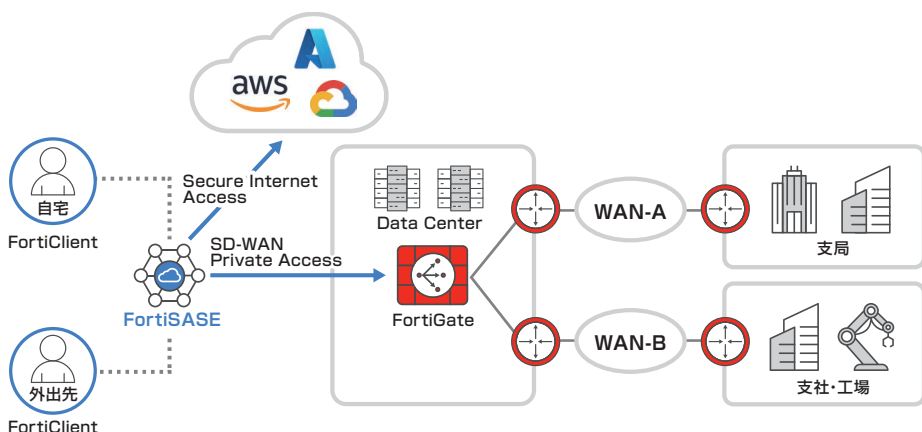 aws
自宅
FortiClient
Secure Internet
Access
SD-WAN
Private Access
FortiSASE
外出先
FortiClient
Data Center
FortiGate
WAN-A
WAN-B
支局
支社・工場